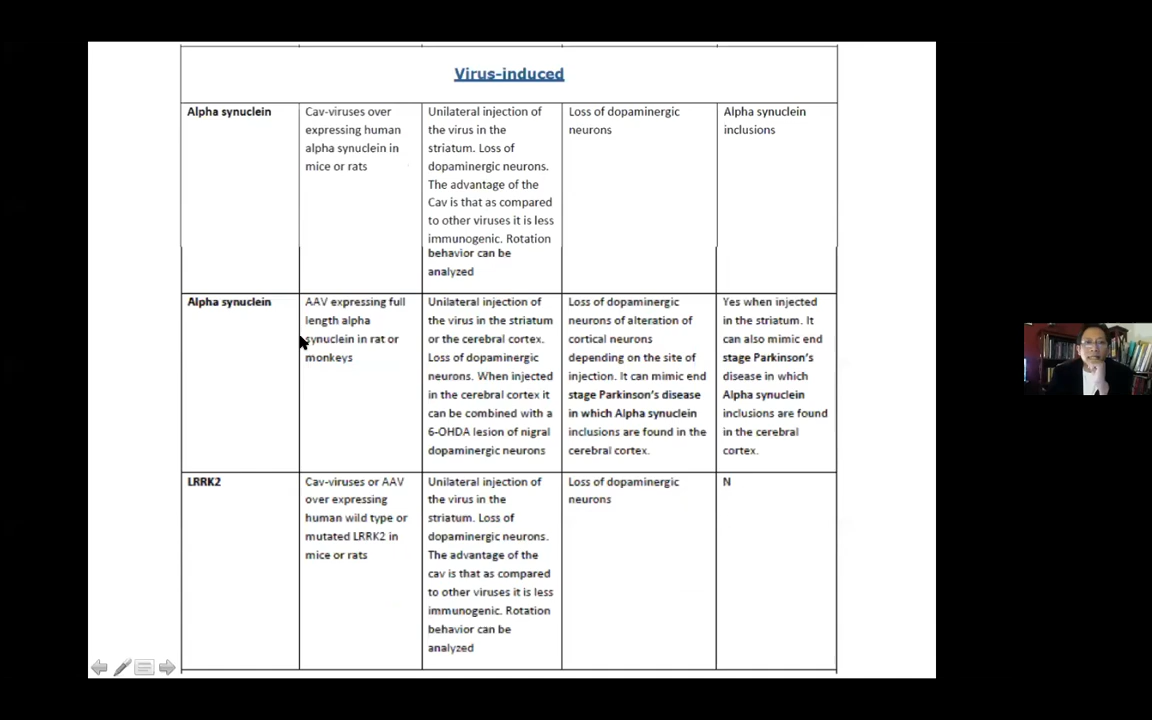 Virus-induced
Alpha synuclein
Cav-viruses over
expressing human
alpha synuclein in
mice or rats
Unilateral injection of
the virus in the
striatum. Loss of
dopaminergic neurons.
The advantage of the
Cav is that as compared
to other viruses it is less
immunogenic. Rotation
behavior can be
analyzed
Loss of dopaminergic
neurons
Alpha synuclein
inclusions
Alpha synuclein
AAV expressing full
length alpha
synuclein in rat or
monkeys
Unilateral injection of
the virus in the striatum
or the cerebral cortex.
Loss of dopaminergic
neurons. When injected
in the cerebral cortex it
can be combined with a
6-OHDA lesion of nigral
dopaminergic neurons
Loss of dopaminergic
neurons of alteration of
cortical neurons
depending on the site of
injection. It can mimic end
stage Parkinson's disease
in which Alpha synuclein
inclusions are found in the
cerebral cortex.
Yes when injected
in the striatum. It
can also mimic end
stage Parkinson's
disease in which
Alpha synuclein
inclusions are found
in the cerebral
cortex.
LRRK2
Cav-viruses or AAV
over expressing
human wild type or
mutated LRRK2 in
mice or rats
Unilateral injection of
the virus in the
striatum. Loss of
dopaminergic neurons.
The advantage of the
cav is that as compared
to other viruses it is less
immunogenic. Rotation
behavior can be
analyzed
Loss of dopaminergic
neurons
N